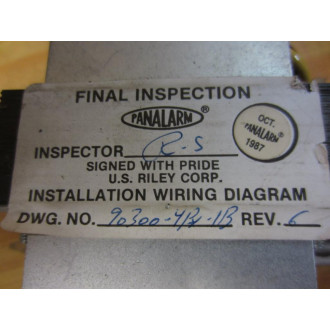 FINAL INSPECTION
PANALARM®
OCT.
PANALARM®
1987
INSPECTOR R-S
SIGNED WITH PRIDE
U.S. RILEY CORP.
INSTALLATION WIRING DIAGRAM
DWG. NO. 90300- -1B REV. 6